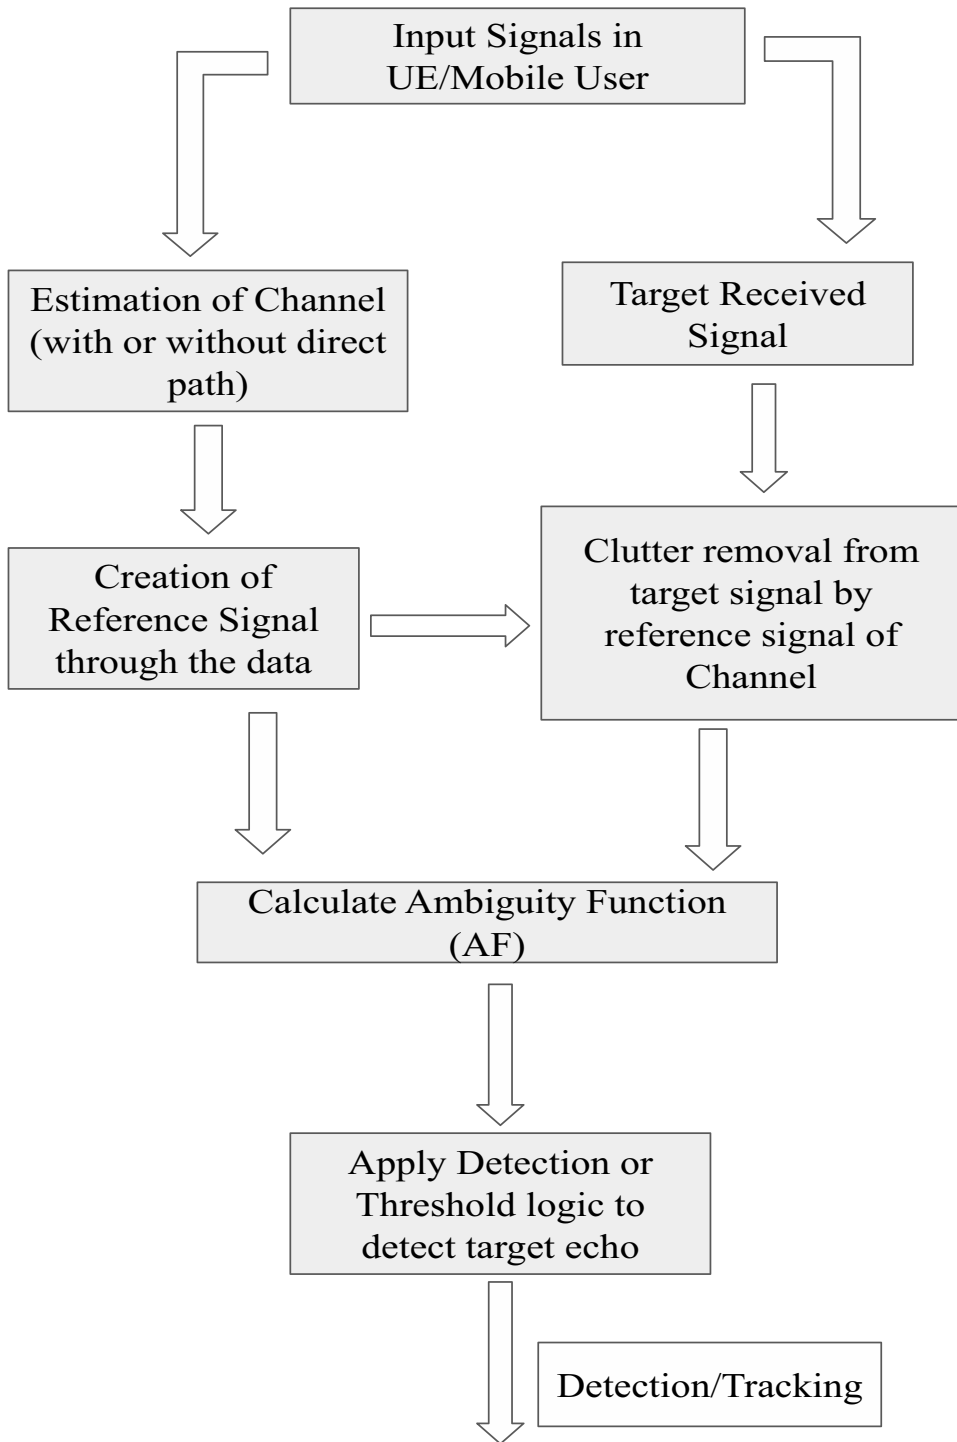 Input Signals in
UE/Mobile User
Estimation of Channel
(with or without direct
path)
Target Received
Signal
Creation of
Reference Signal
through the data
Clutter removal from
target signal by
reference signal of
Channel
Calculate Ambiguity Function
(AF)
Apply Detection or
Threshold logic to
detect target echo
Detection/Tracking